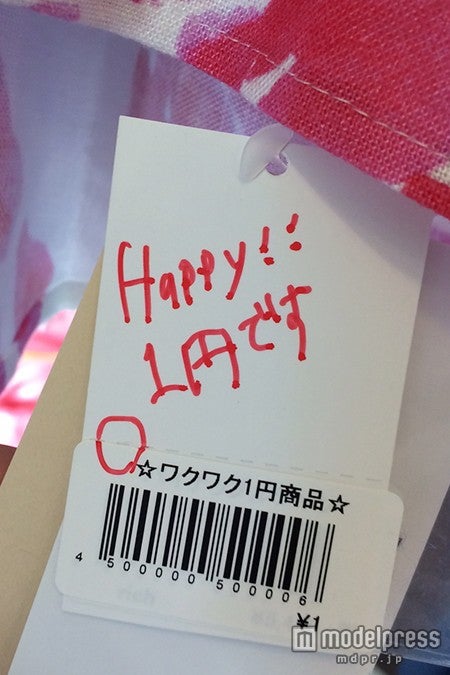 Happy!!
1円です
☆ワクワク1円商品☆
4 500000 500006
¥1
modelpress
mdpr.jp